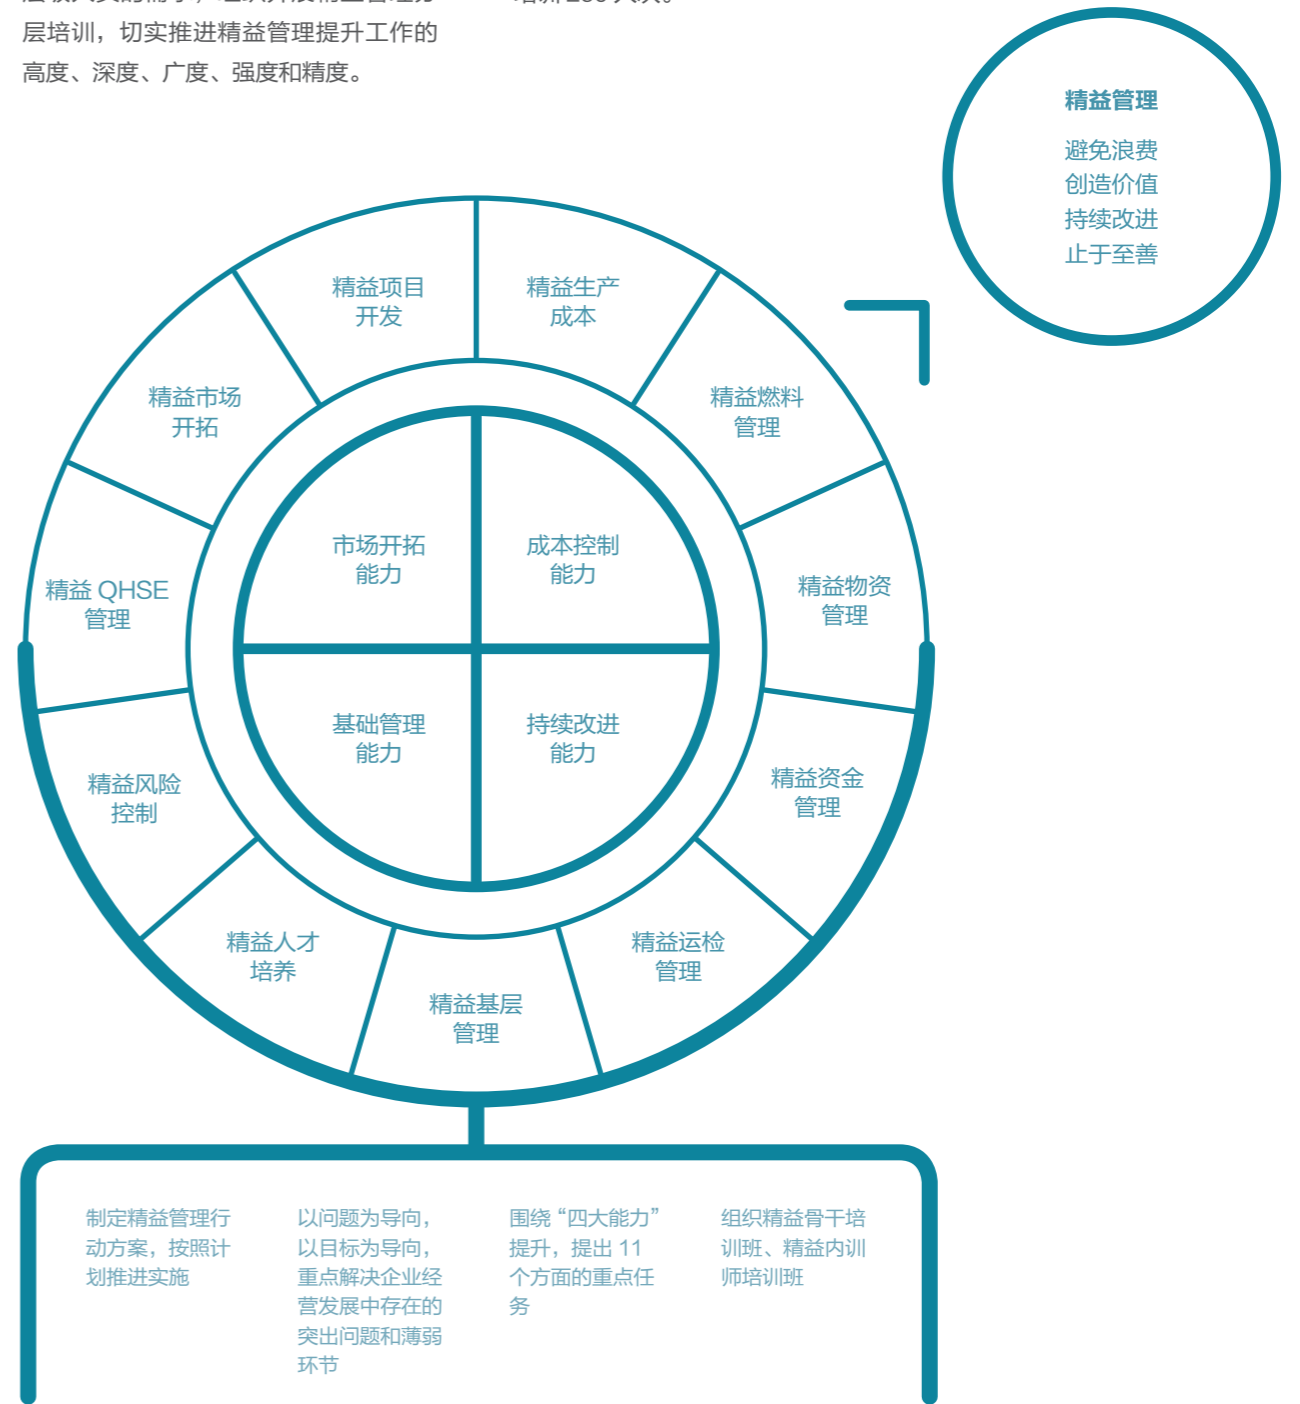 层培训，切实推进精益管理提升工作的
高度、深度、广度、强度和精度。
精益管理
避免浪费
创造价值
持续改进
止于至善
精益项目
开发
精益生产
成本
精益市场
开拓
精益燃料
管理
精益 QHSE
管理
精益物资
管理
市场开拓
能力
成本控制
能力
基础管理
能力
持续改进
能力
精益风险
控制
精益资金
管理
精益人才
培养
精益运检
管理
精益基层
管理
制定精益管理行
动方案，按照计
划推进实施
以问题为导向，
以目标为导向，
重点解决企业经
营发展中存在的
突出问题和薄弱
环节
围绕“四大能力”
提升，提出 11
个方面的重点任
务
组织精益骨干培
训班、精益内训
师培训班